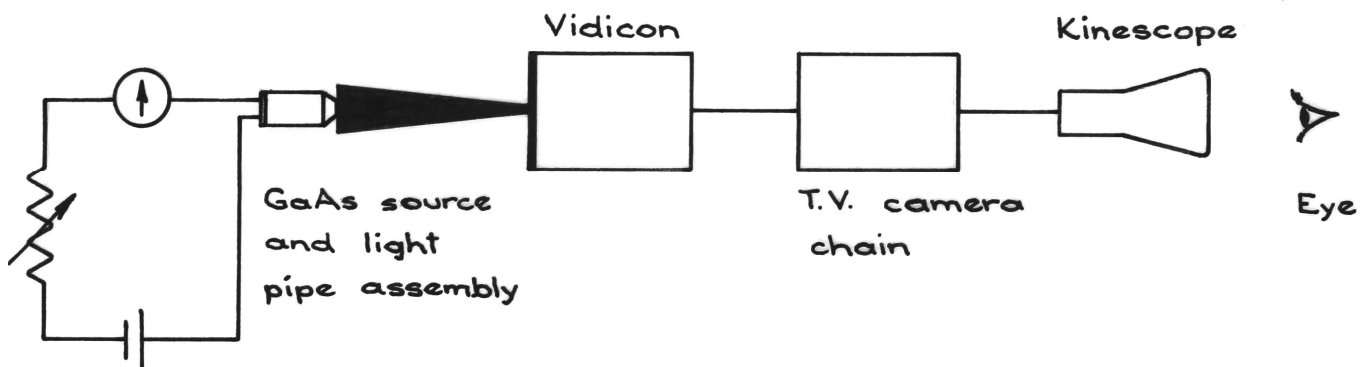 Vidicon
Kinescope
GaAs source
and light
pipe assembly
T.V. camera
chain
Eye